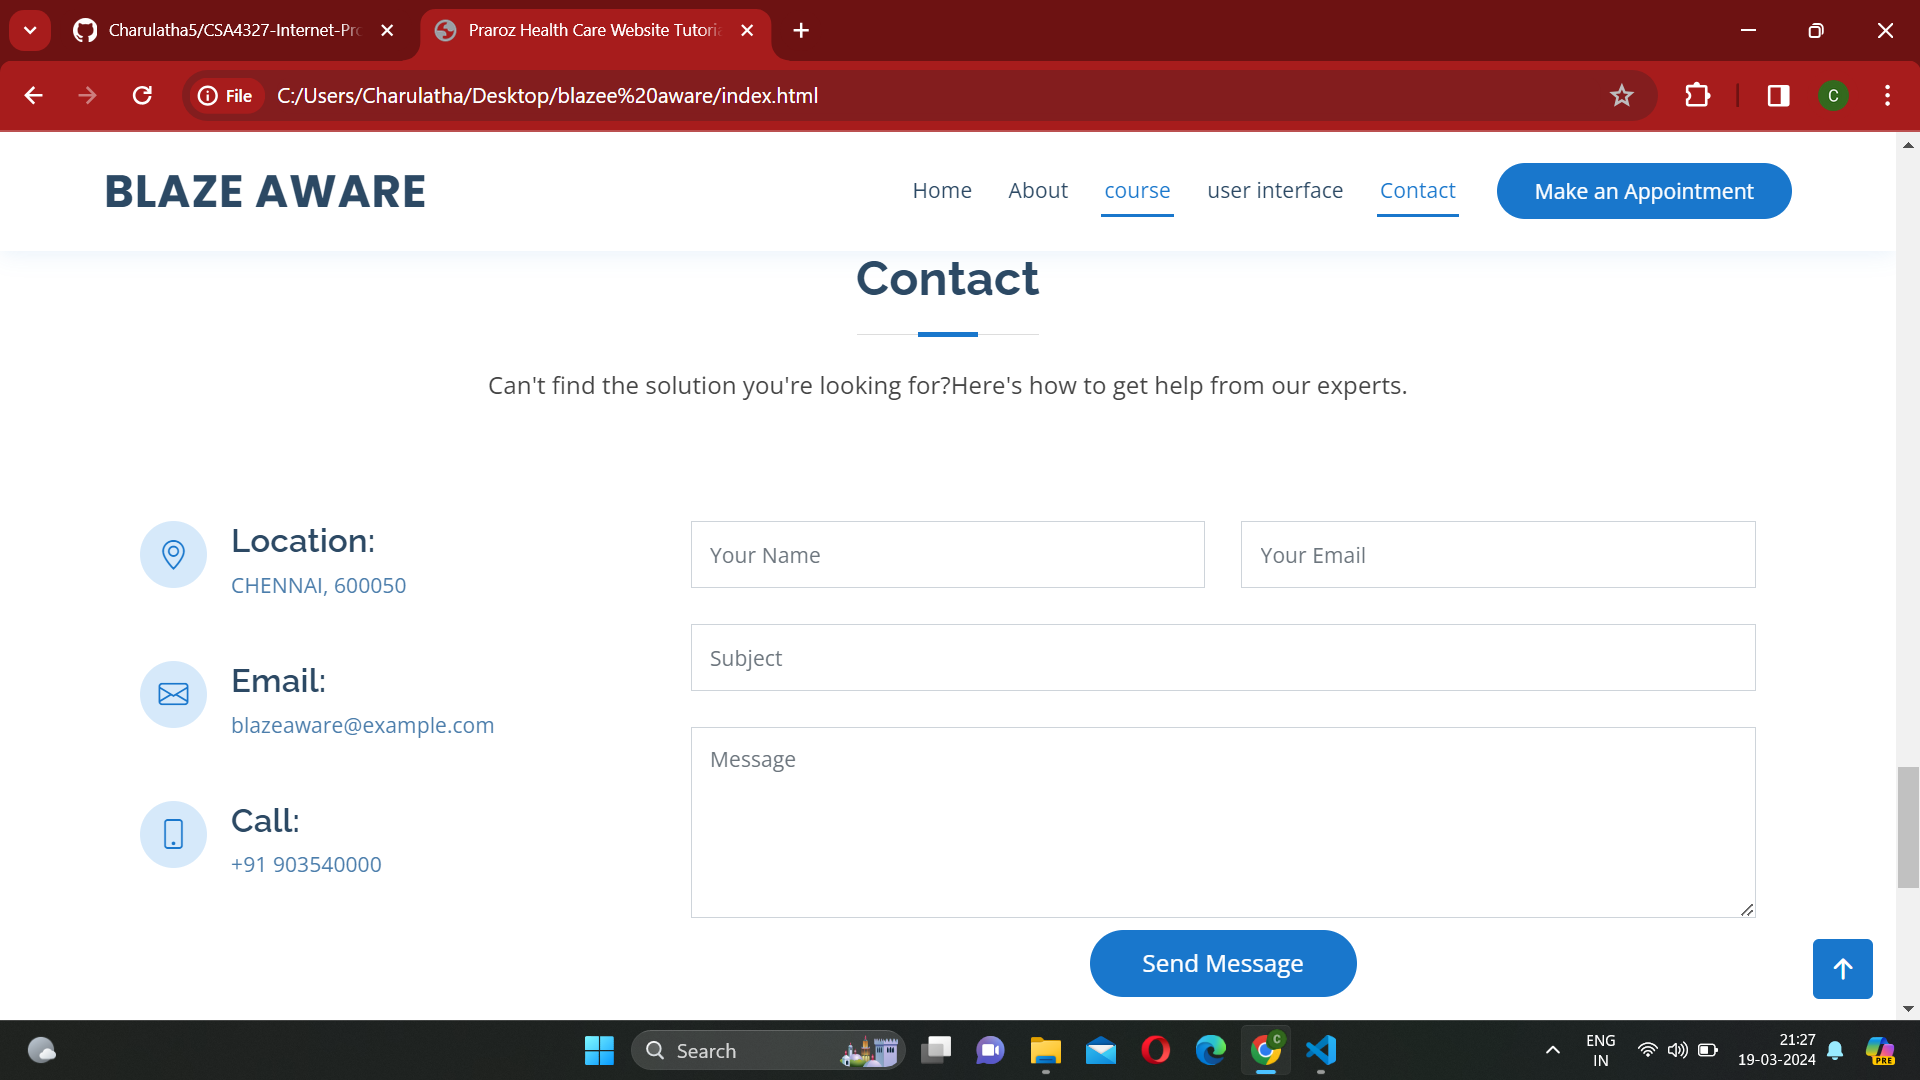 Charulatha5/CSA4327-Internet-Pro
Praroz Health Care Website Tutoria
File
C:/Users/Charulatha/Desktop/blazee%20aware/index.html
C
BLAZE AWARE
Home
About
course
user interface
Contact
Make an Appointment
Contact
Can't find the solution you're looking for?Here's how to get help from our experts.
Location:
CHENNAI, 600050
Email:
blazeaware@example.com
Call:
+91 903540000
Your Name
Your Email
Subject
Message
Send Message
Search
C
ENG
IN
21:27
19-03-2024
PRE